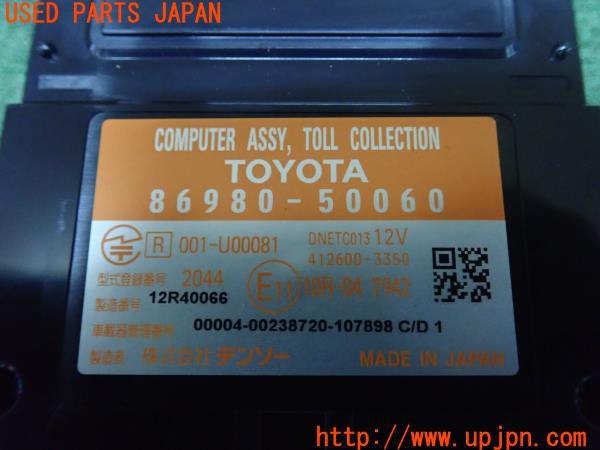 USED PARTS JAPAN
COMPUTER ASSY, TOLL COLLECTION
TOYOTA
86980-50060
R 001-U00081 DNETC013 12V
412600-3350
型式登録番号 2044 E11 10R-04 7942
製造番号 12R40066
車載器管理番号 00004-00238720-107898 C/D 1
製造者 株式会社デンソー MADE IN JAPAN
http://www.upjpn.com/